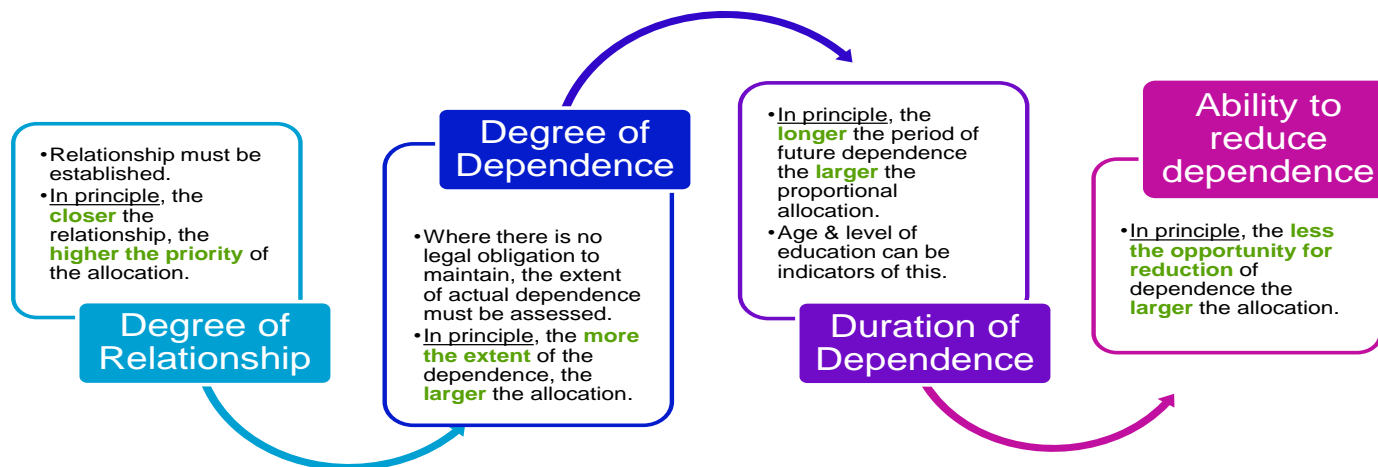 •Relationship must be
established.
•In principle, the
closer the
relationship, the
higher the priority of
the allocation.
Degree of
Relationship
Degree of
Dependence
•Where there is no
legal obligation to
maintain, the extent
of actual dependence
must be assessed.
•In principle, the more
the extent of the
dependence, the
larger the allocation.
•In principle, the
longer the period of
future dependence
the larger the
proportional
allocation.
•Age & level of
education can be
indicators of this.
Duration of
Dependence
Ability to
reduce
dependence
•In principle, the less
the opportunity for
reduction of
dependence the
larger the allocation.